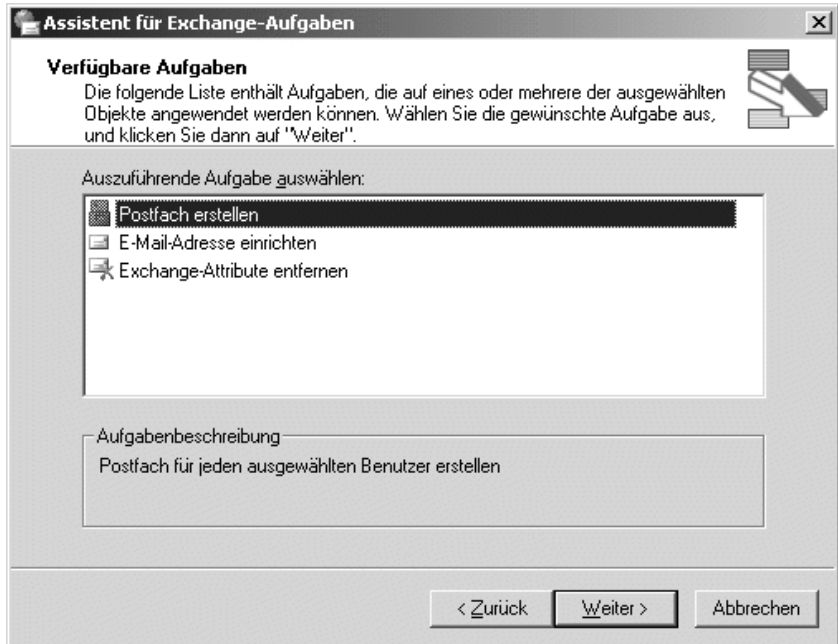 Assistent für Exchange-Aufgaben
Verfügbare Aufgaben
Die folgende Liste enthält Aufgaben, die auf eines oder mehrere der ausgewählten
Objekte angewendet werden können. Wählen Sie die gewünschte Aufgabe aus,
und klicken Sie dann auf "Weiter".
Auszuführende Aufgabe auswählen:
Postfach erstellen
E-Mail-Adresse einrichten
Exchange-Attribute entfernen
Aufgabenbeschreibung
Postfach für jeden ausgewählten Benutzer erstellen
< Zurück Weiter > Abbrechen